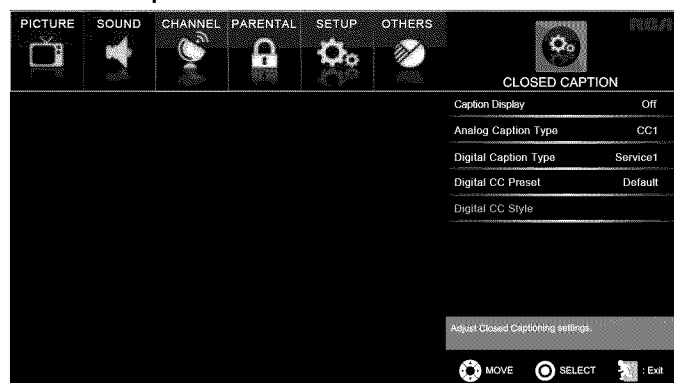 PICTURE SOUND CHANNEL PARENTAL SETUP OTHERS
RCA
CLOSED CAPTION
Caption Display Off
Analog Caption Type CC1
Digital Caption Type Service1
Digital CC Preset Default
Digital CC Style
Adjust Closed Captioning settings.
MOVE SELECT : Exit